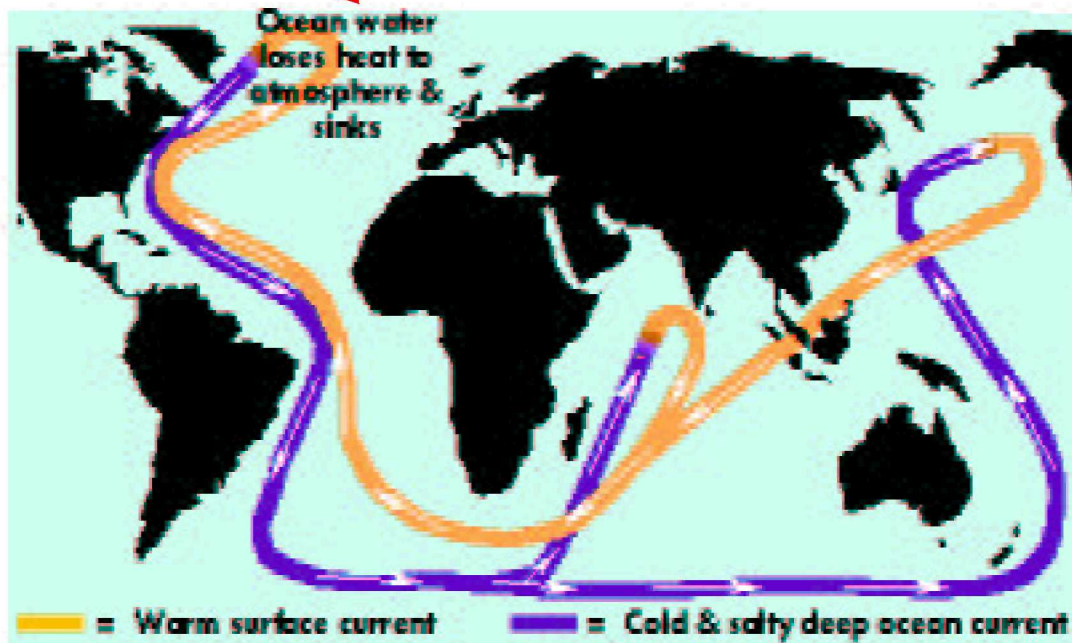 Ocean water
loses heat to
atmosphere &
sinks
= Warm surface current
= Cold & salty deep ocean current